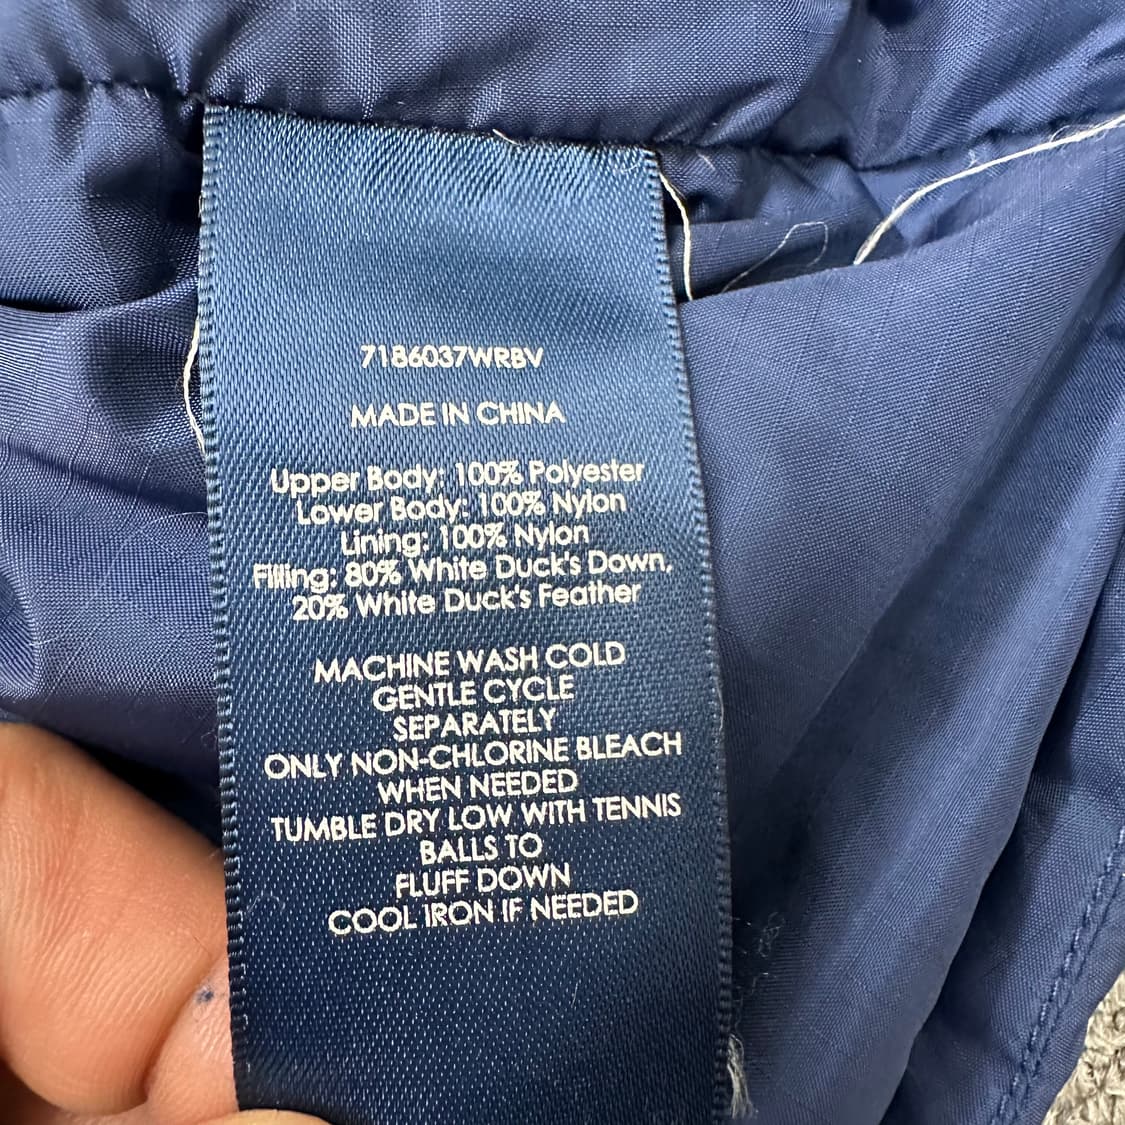 7186037WRBV
MADE IN CHINA
Upper Body: 100% Polyester
Lower Body: 100% Nylon
Lining: 100% Nylon
Filling: 80% White Duck's Down,
20% White Duck's Feather
MACHINE WASH COLD
GENTLE CYCLE
SEPARATELY
ONLY NON-CHLORINE BLEACH
WHEN NEEDED
TUMBLE DRY LOW WITH TENNIS
BALLS TO
FLUFF DOWN
COOL IRON IF NEEDED